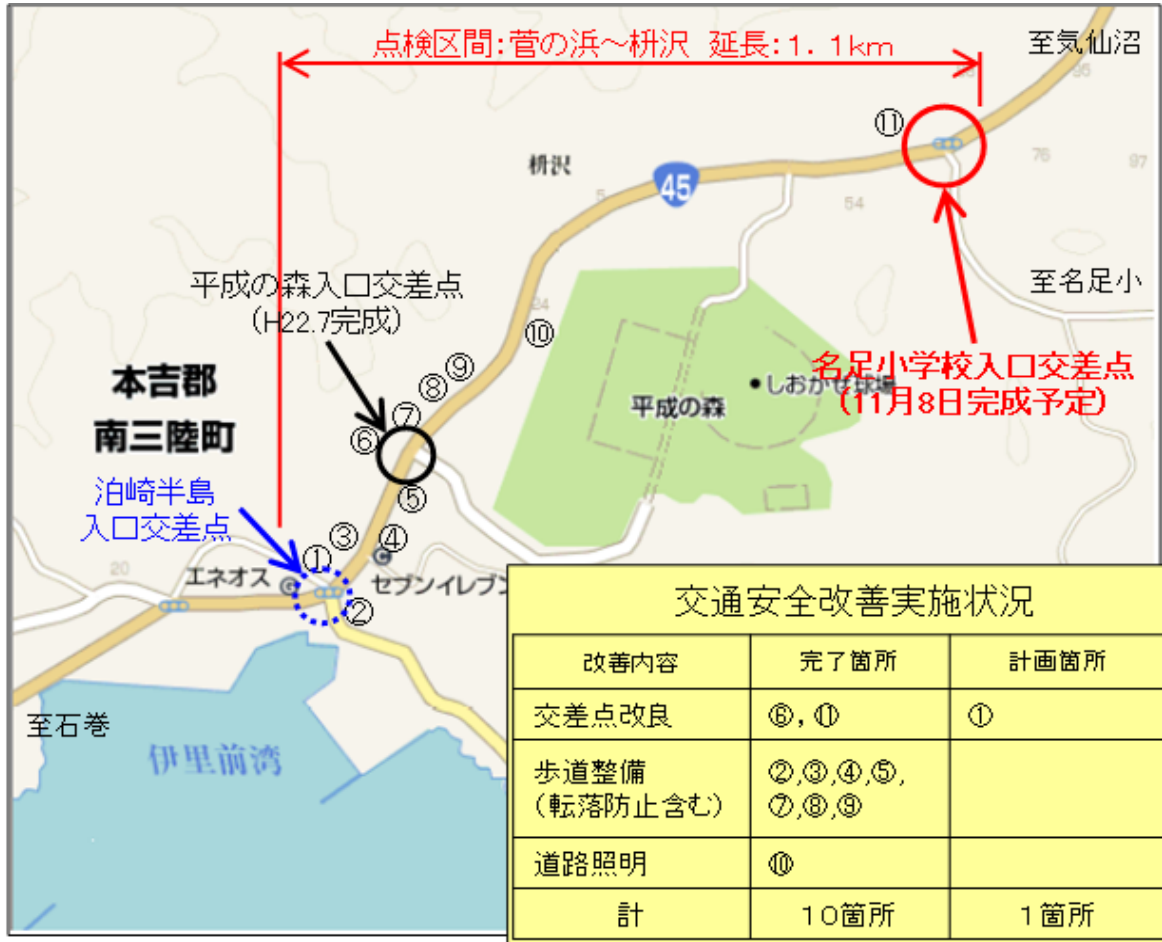 点検区間:菅の浜~枡沢 延長:1.1km
至気仙沼
95
⑪
76
97
枡沢
45
5
54
平成の森入口交差点
(H22.7完成)
24
至名足小
⑩
名足小学校入口交差点
(11月8日完成予定)
しおかぜ球場
平成の森
本吉郡
南三陸町
⑨
⑧
⑦
⑥
⑤
泊崎半島
入口交差点
③
④
①
20
エネオス
セブンイレブン
②
至石巻
伊里前湾
交通安全改善実施状況
改善内容 完了箇所 計画箇所
交差点改良 ⑥,⑪ ①
歩道整備 ②,③,④,⑤,
(転落防止含む) ⑦,⑧,⑨
道路照明 ⑩
計 10箇所 1箇所